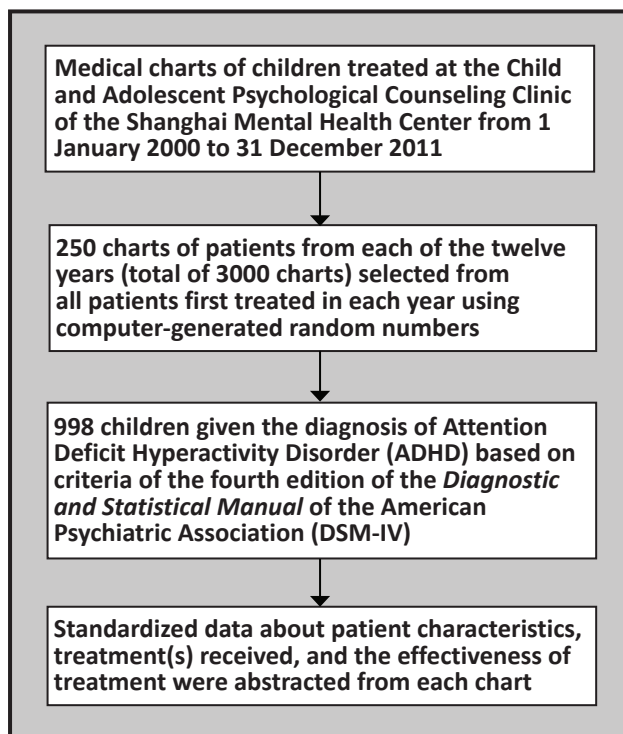 Medical charts of children treated at the Child
and Adolescent Psychological Counseling Clinic
of the Shanghai Mental Health Center from 1
January 2000 to 31 December 2011
250 charts of patients from each of the twelve
years (total of 3000 charts) selected from
all patients first treated in each year using
computer-generated random numbers
998 children given the diagnosis of Attention
Deficit Hyperactivity Disorder (ADHD) based on
criteria of the fourth edition of the Diagnostic
and Statistical Manual of the American
Psychiatric Association (DSM-IV)
Standardized data about patient characteristics,
treatment(s) received, and the effectiveness of
treatment were abstracted from each chart